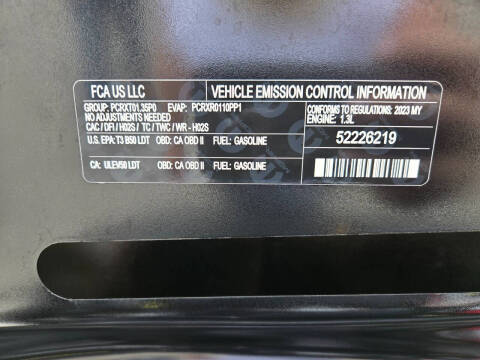 FCA US LLC
VEHICLE EMISSION CONTROL INFORMATION
GROUP: PCRXT01.35P0 EVAP: PCRXR0110PP1
NO ADJUSTMENTS NEEDED
CAC / DFI / H02S / TC / TWC / WR - H02S
CONFORMS TO REGULATIONS: 2023 MY
ENGINE: 1.3L
U.S. EPA: T3 B50 LDT OBD: CA OBD II FUEL: GASOLINE
52226219
CA: ULEV50 LDT OBD: CA OBD II FUEL: GASOLINE